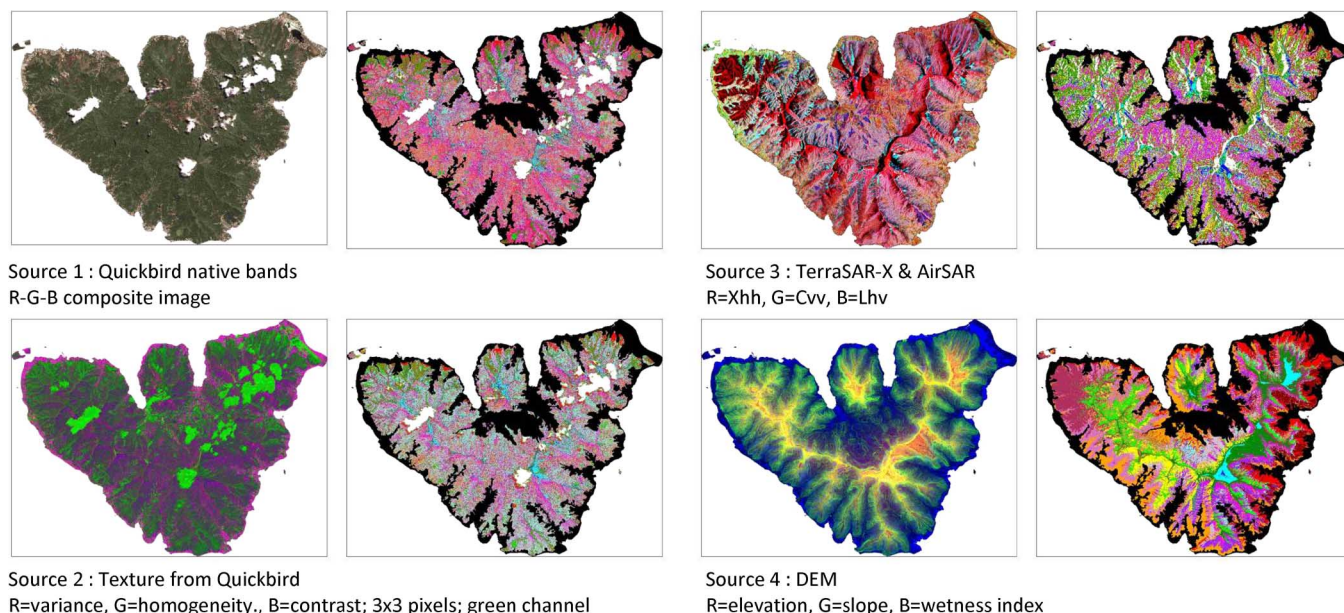 Source 1 : Quickbird native bands
R-G-B composite image
Source 3 : TerraSAR-X & AirSAR
R=Xhh, G=Cvv, B=Lhv
Source 2 : Texture from Quickbird
R=variance, G=homogeneity., B=contrast; 3x3 pixels; green channel
Source 4 : DEM
R=elevation, G=slope, B=wetness index